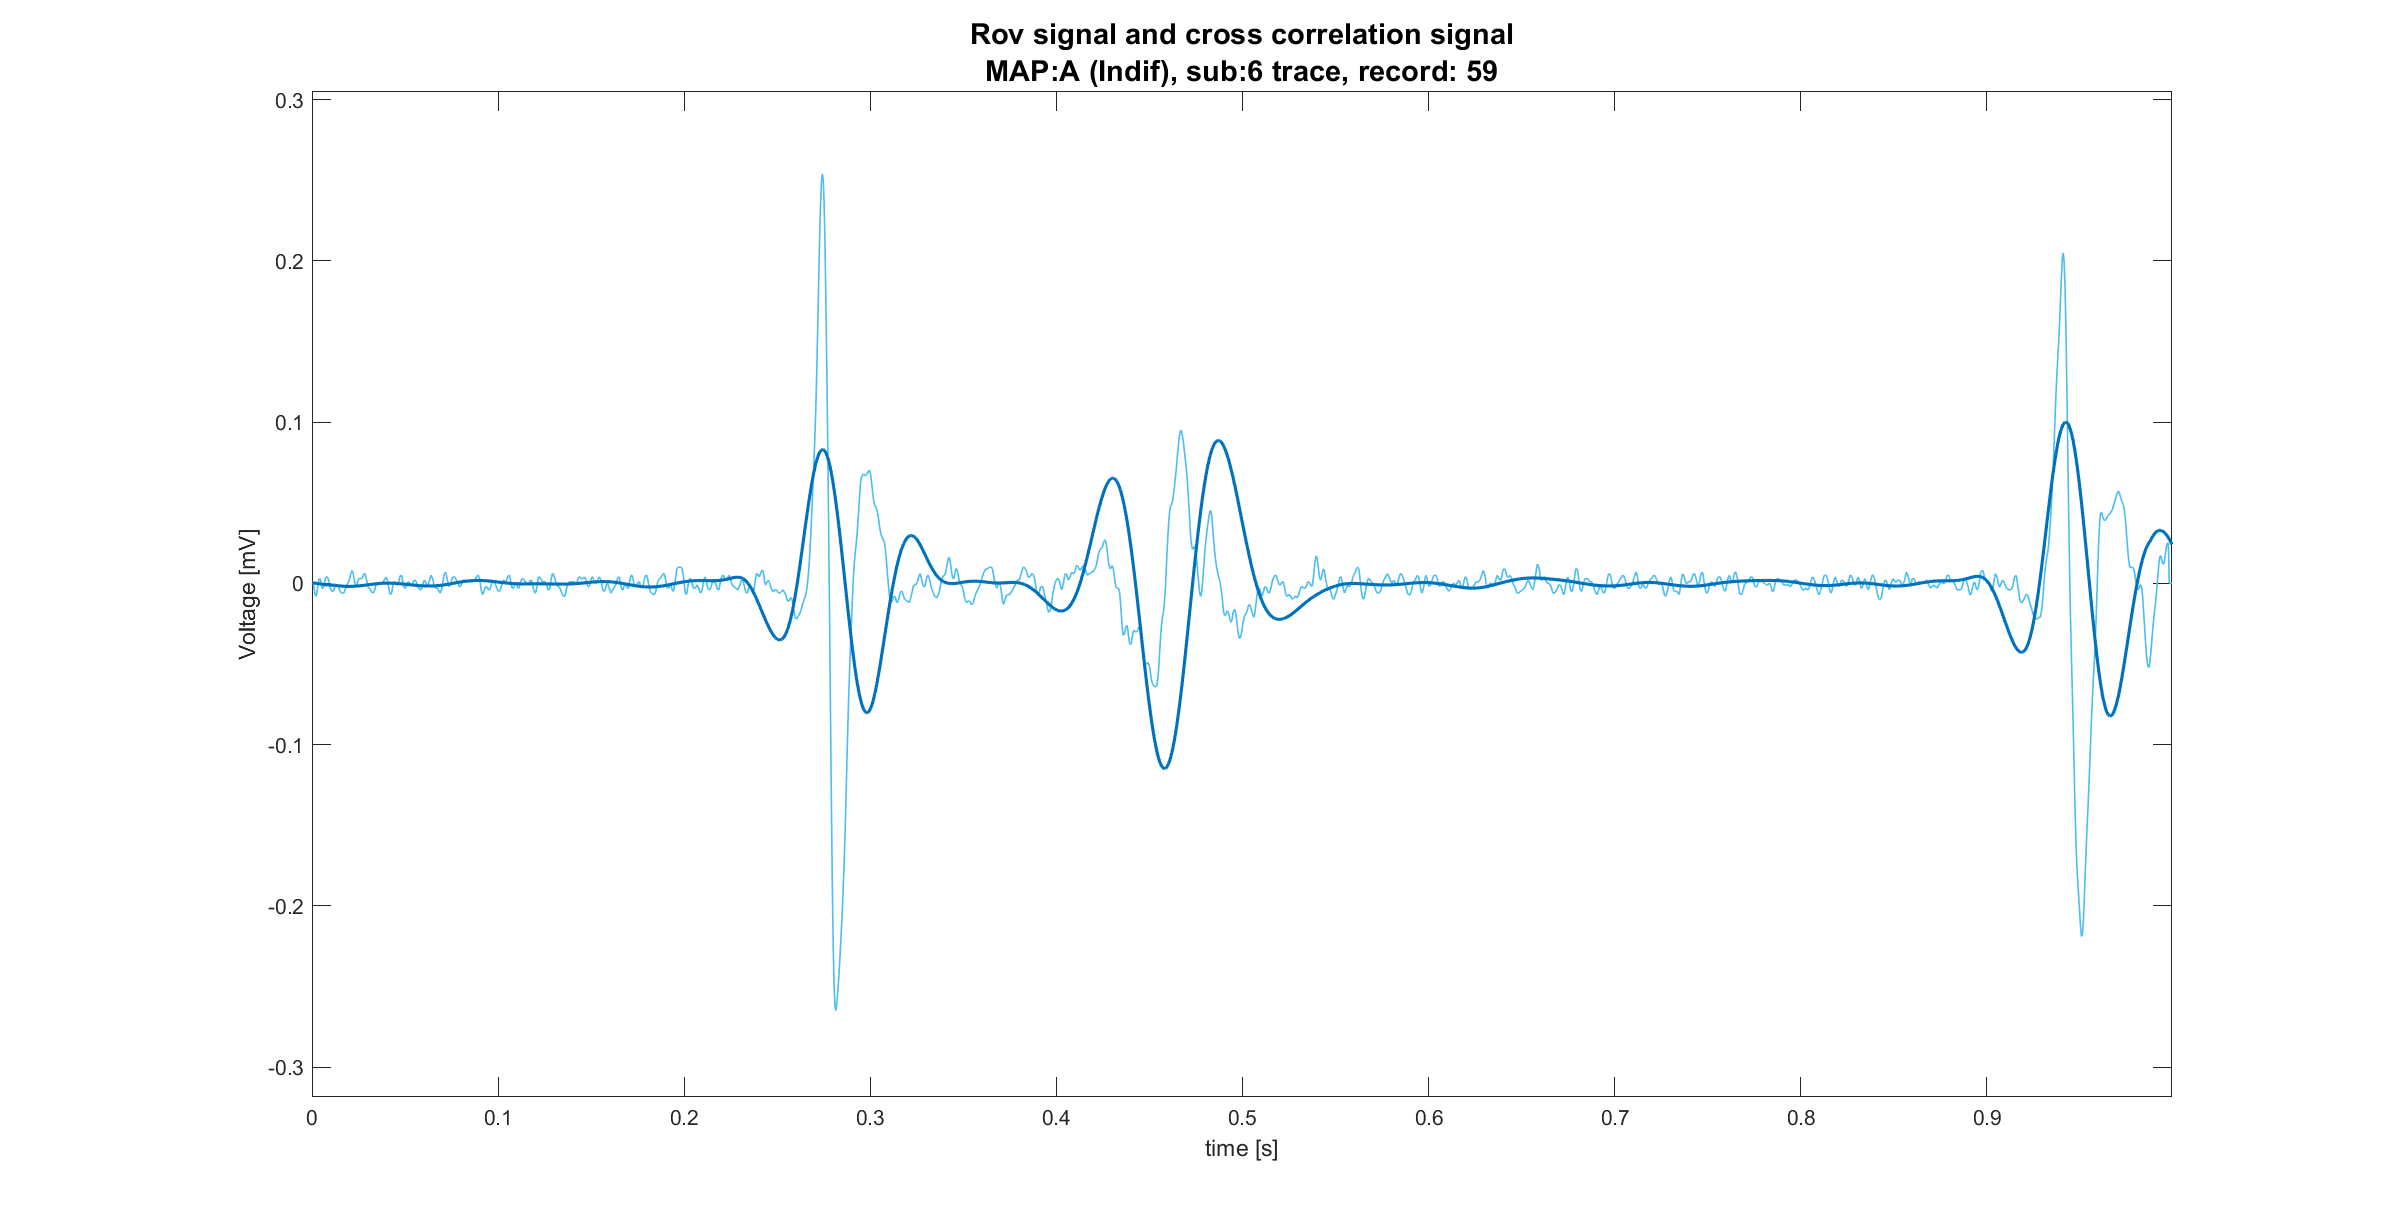 Rov signal and cross correlation signal
MAP:A (Indif), sub:6 trace, record: 59
0.3
0.2
0.1
0
-0.1
-0.2
-0.3
Voltage [mV]
0 0.1 0.2 0.3 0.4 0.5 0.6 0.7 0.8 0.9
time [s]